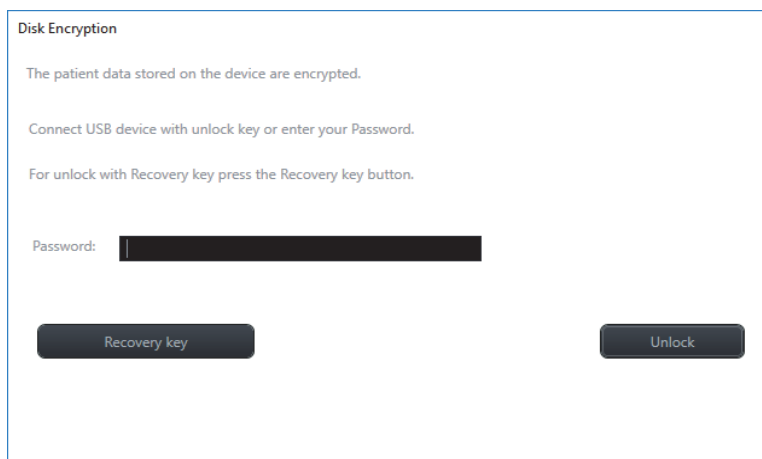 Disk Encryption
The patient data stored on the device are encrypted.
Connect USB device with unlock key or enter your Password.
For unlock with Recovery key press the Recovery key button.
Password:
Recovery key
Unlock